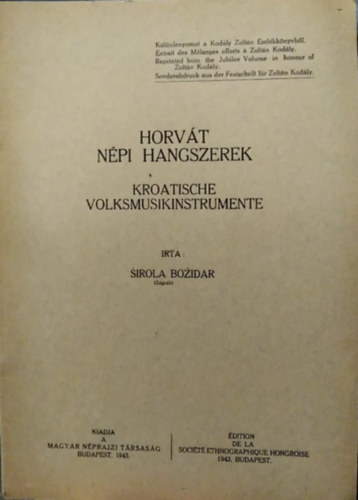 Különlenyomat a Kodály Zoltán Emlékkönyvből.
Extrait des Mélanges offerts à Zoltán Kodály.
Reprinted from the Jubilee Volume in honour of
Zoltán Kodály.
Sonderabdruck aus der Festschrift für Zoltán Kodály.
HORVÁT
NÉPI HANGSZEREK
KROATISCHE
VOLKSMUSIKINSTRUMENTE
IRTA:
ŠIROLA BOŽIDAR
(Zágráb)
KIADJA
A
MAGYAR NÉPRAJZI TÁRSASÁG
BUDAPEST, 1943.
ÉDITION
DE LA
SOCIÉTÉ ETHNOGRAPHIQUE HONGROISE
1943, BUDAPEST.